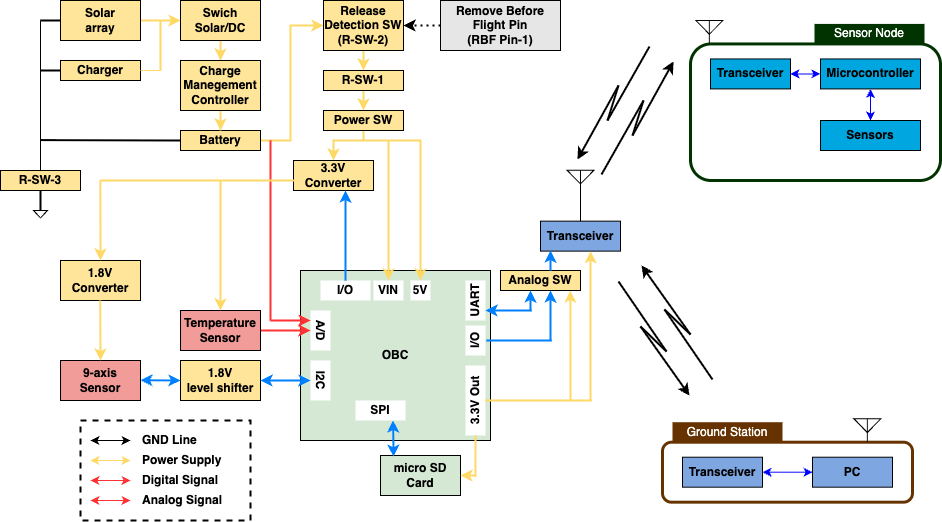 Solar
array
Swich
Solar/DC
Release
Detection SW
(R-SW-2)
Remove Before
Flight Pin
(RBF Pin-1)
Sensor Node
Charger
Charge
Manegement
Controller
R-SW-1
Transceiver
Microcontroller
Power SW
Battery
Sensors
R-SW-3
3.3V
Converter
Transceiver
1.8V
Converter
Analog SW
I/O
VIN
5V
UART
Temperature
Sensor
A/D
I/O
OBC
9-axis
Sensor
1.8V
level shifter
I2C
3.3V Out
SPI
GND Line
Power Supply
Digital Signal
Analog Signal
micro SD
Card
Ground Station
Transceiver
PC